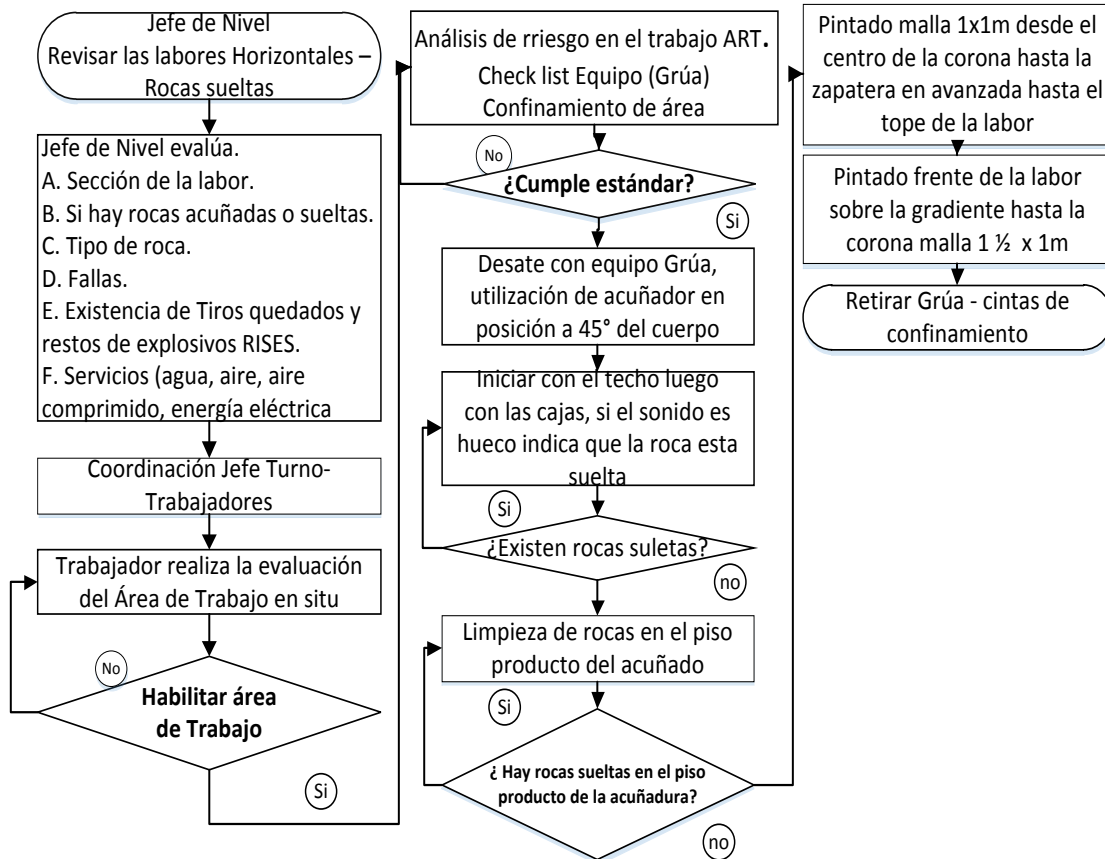 Jefe de Nivel
Revisar las labores Horizontales –
Rocas sueltas
Jefe de Nivel evalúa.
A. Sección de la labor.
B. Si hay rocas acuñadas o sueltas.
C. Tipo de roca.
D. Fallas.
E. Existencia de Tiros quedados y
restos de explosivos RISES.
F. Servicios (agua, aire, aire
comprimido, energía eléctrica
Coordinación Jefe Turno-
Trabajadores
Trabajador realiza la evaluación
del Área de Trabajo en situ
No
Habilitar área
de Trabajo
Si
Análisis de rriesgo en el trabajo ART.
Check list Equipo (Grúa)
Confinamiento de área
No
¿Cumple estándar?
Si
Desate con equipo Grúa,
utilización de acuñador en
posición a 45° del cuerpo
Iniciar con el techo luego
con las cajas, si el sonido es
hueco indica que la roca esta
suelta
Si
¿Existen rocas suletas?
no
Limpieza de rocas en el piso
producto del acuñado
Si
¿ Hay rocas sueltas en el piso
producto de la acuñadura?
no
Pintado malla 1x1m desde el
centro de la corona hasta la
zapatera en avanzada hasta el
tope de la labor
Pintado frente de la labor
sobre la gradiente hasta la
corona malla 1 ½ x 1m
Retirar Grúa - cintas de
confinamiento